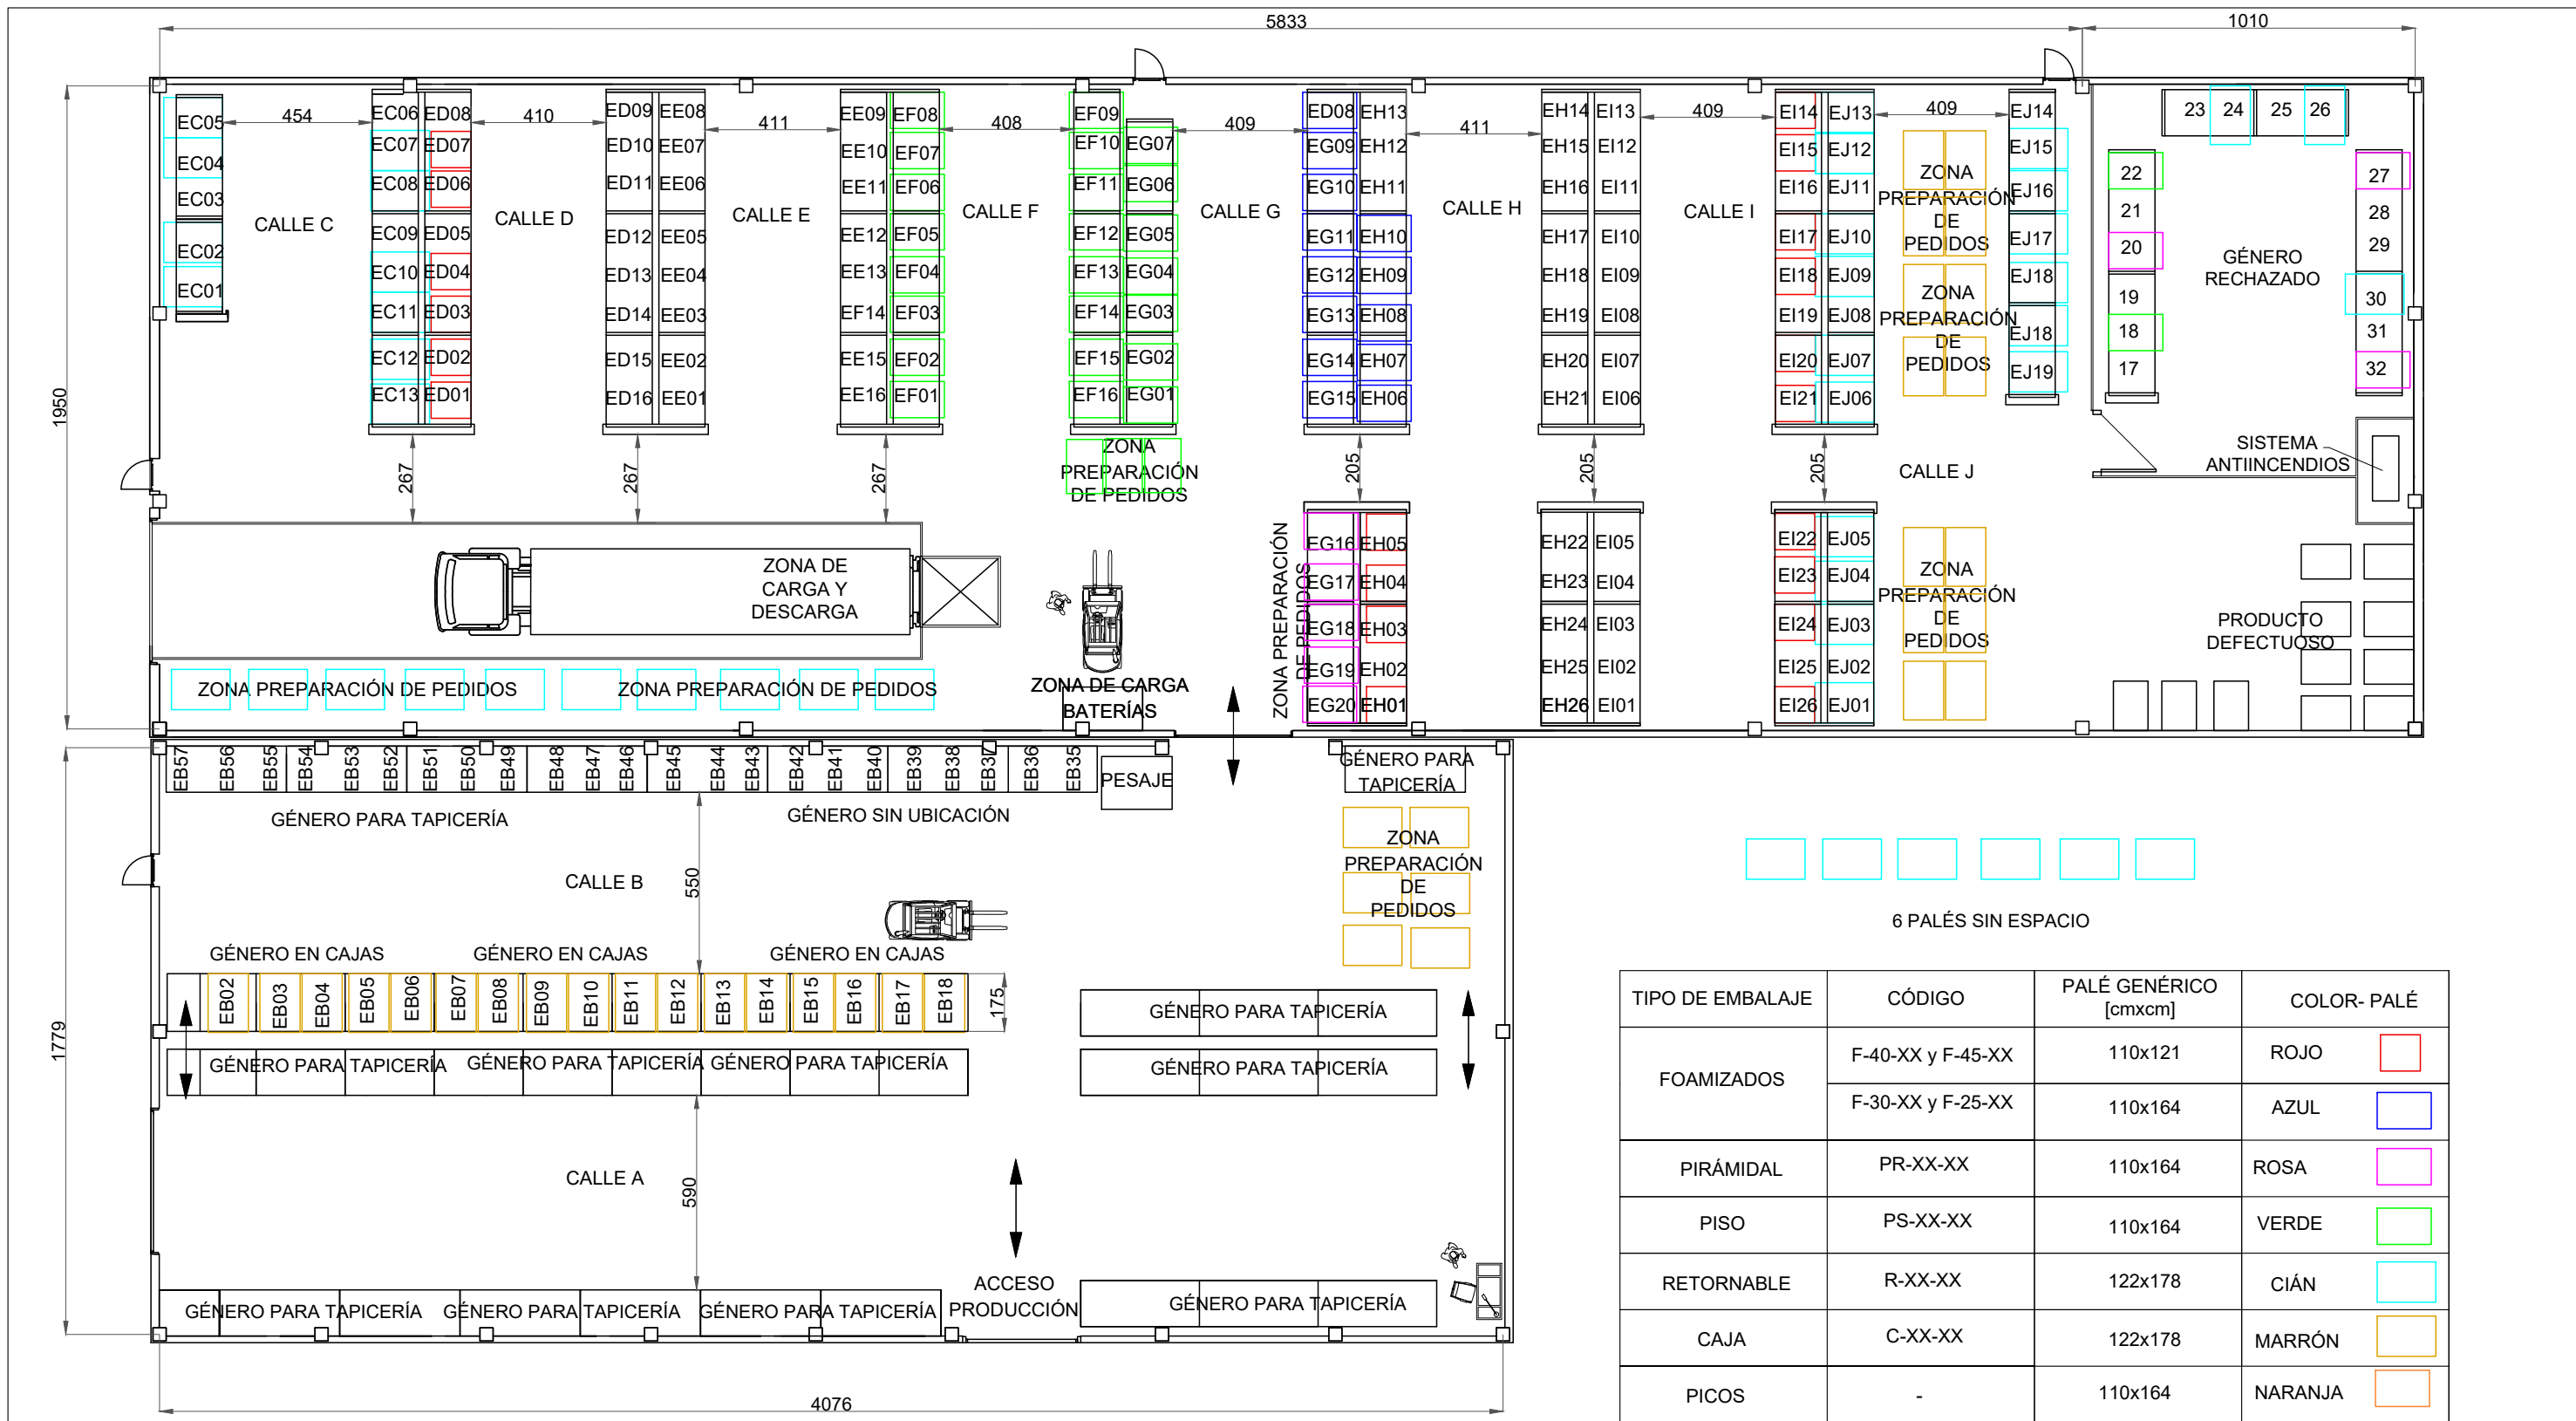 5833
1010
1950
454
410
411
408
409
411
409
409
EC05
EC04
EC03
EC02
EC01
CALLE C
EC06 ED08
EC07 ED07
EC08 ED06
EC09 ED05
EC10 ED04
EC11 ED03
EC12 ED02
EC13 ED01
CALLE D
ED09 EE08
ED10 EE07
ED11 EE06
ED12 EE05
ED13 EE04
ED14 EE03
ED15 EE02
ED16 EE01
CALLE E
EE09 EF08
EE10 EF07
EE11 EF06
EE12 EF05
EE13 EF04
EF14 EF03
EE15 EF02
EE16 EF01
CALLE F
EF09
EF10 EG07
EF11 EG06
EF12 EG05
EF13 EG04
EF14 EG03
EF15 EG02
EF16 EG01
CALLE G
ED08 EH13
EG09 EH12
EG10 EH11
EG11 EH10
EG12 EH09
EG13 EH08
EG14 EH07
EG15 EH06
CALLE H
EH14 EI13
EH15 EI12
EH16 EI11
EH17 EI10
EH18 EI09
EH19 EI08
EH20 EI07
EH21 EI06
CALLE I
EI14 EJ13
EI15 EJ12
EI16 EJ11
EI17 EJ10
EI18 EJ09
EI19 EJ08
EI20 EJ07
EI21 EJ06
ZONA
PREPARACIÓN
DE
PEDIDOS
ZONA
PREPARACIÓN
DE
PEDIDOS
EJ14
EJ15
EJ16
EJ17
EJ18
EJ18
EJ19
23 24 25 26
22
21
20
19
18
17
GÉNERO
RECHAZADO
27
28
29
30
31
32
SISTEMA
ANTIINCENDIOS
CALLE J
267
267
267
205
205
205
ZONA
PREPARACIÓN
DE PEDIDOS
ZONA DE
CARGA Y
DESCARGA
ZONA PREPARACIÓN
DE PEDIDOS
EG16 EH05
EG17 EH04
EG18 EH03
EG19 EH02
EG20 EH01
EH22 EI05
EH23 EI04
EH24 EI03
EH25 EI02
EH26 EI01
EI22 EJ05
EI23 EJ04
EI24 EJ03
EI25 EJ02
EI26 EJ01
ZONA
PREPARACIÓN
DE
PEDIDOS
PRODUCTO
DEFECTUOSO
ZONA PREPARACIÓN DE PEDIDOS
ZONA PREPARACIÓN DE PEDIDOS
ZONA DE CARGA
BATERÍAS
EB57 EB56 EB55 EB54 EB53 EB52 EB51 EB50 EB49 EB48 EB47 EB46 EB45 EB44 EB43 EB42 EB41 EB40 EB39 EB38 EB37 EB36 EB35
PESAJE
GÉNERO PARA
TAPICERÍA
GÉNERO PARA TAPICERÍA
GÉNERO SIN UBICACIÓN
1779
550
CALLE B
ZONA
PREPARACIÓN
DE
PEDIDOS
GÉNERO EN CAJAS
GÉNERO EN CAJAS
GÉNERO EN CAJAS
EB02 EB03 EB04 EB05 EB06 EB07 EB08 EB09 EB10 EB11 EB12 EB13 EB14 EB15 EB16 EB17 EB18
175
GÉNERO PARA TAPICERÍA
GÉNERO PARA TAPICERÍA
GÉNERO PARA TAPICERÍA
GÉNERO PARA TAPICERÍA
GÉNERO PARA TAPICERÍA
CALLE A
590
ACCESO
PRODUCCIÓN
GÉNERO PARA TAPICERÍA
GÉNERO PARA TAPICERÍA
GÉNERO PARA TAPICERÍA
GÉNERO PARA TAPICERÍA
4076
6 PALÉS SIN ESPACIO
TIPO DE EMBALAJE CÓDIGO PALÉ GENÉRICO
[cmxcm] COLOR- PALÉ
FOAMIZADOS
F-40-XX y F-45-XX 110x121 ROJO
F-30-XX y F-25-XX 110x164 AZUL
PIRÁMIDAL PR-XX-XX 110x164 ROSA
PISO PS-XX-XX 110x164 VERDE
RETORNABLE R-XX-XX 122x178 CIÁN
CAJA C-XX-XX 122x178 MARRÓN
PICOS - 110x164 NARANJA